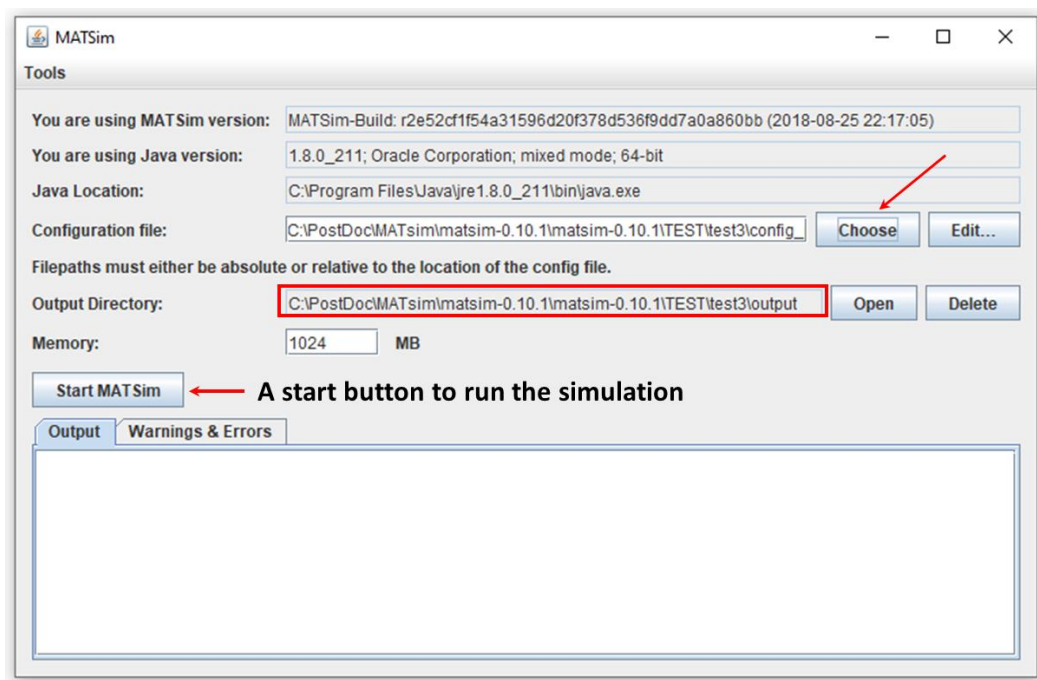 MATSim
Tools
You are using MATSim version: MATSim-Build: r2e52cf1f54a31596d20f378d536f9dd7a0a860bb (2018-08-25 22:17:05)
You are using Java version: 1.8.0_211; Oracle Corporation; mixed mode; 64-bit
Java Location: C:\Program Files\Java\jre1.8.0_211\bin\java.exe
Configuration file: C:\PostDoc\MATsim\matsim-0.10.1\matsim-0.10.1\TEST\test3\config_ Choose Edit...
Filepaths must either be absolute or relative to the location of the config file.
Output Directory: C:\PostDoc\MATsim\matsim-0.10.1\matsim-0.10.1\TEST\test3\output Open Delete
Memory: 1024 MB
Start MATSim A start button to run the simulation
Output Warnings & Errors